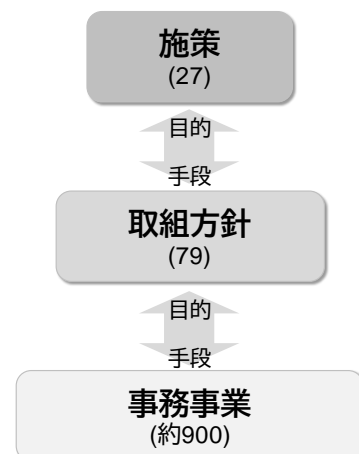 施策
(27)
目的
手段
取組方針
(79)
目的
手段
事務事業
(約900)